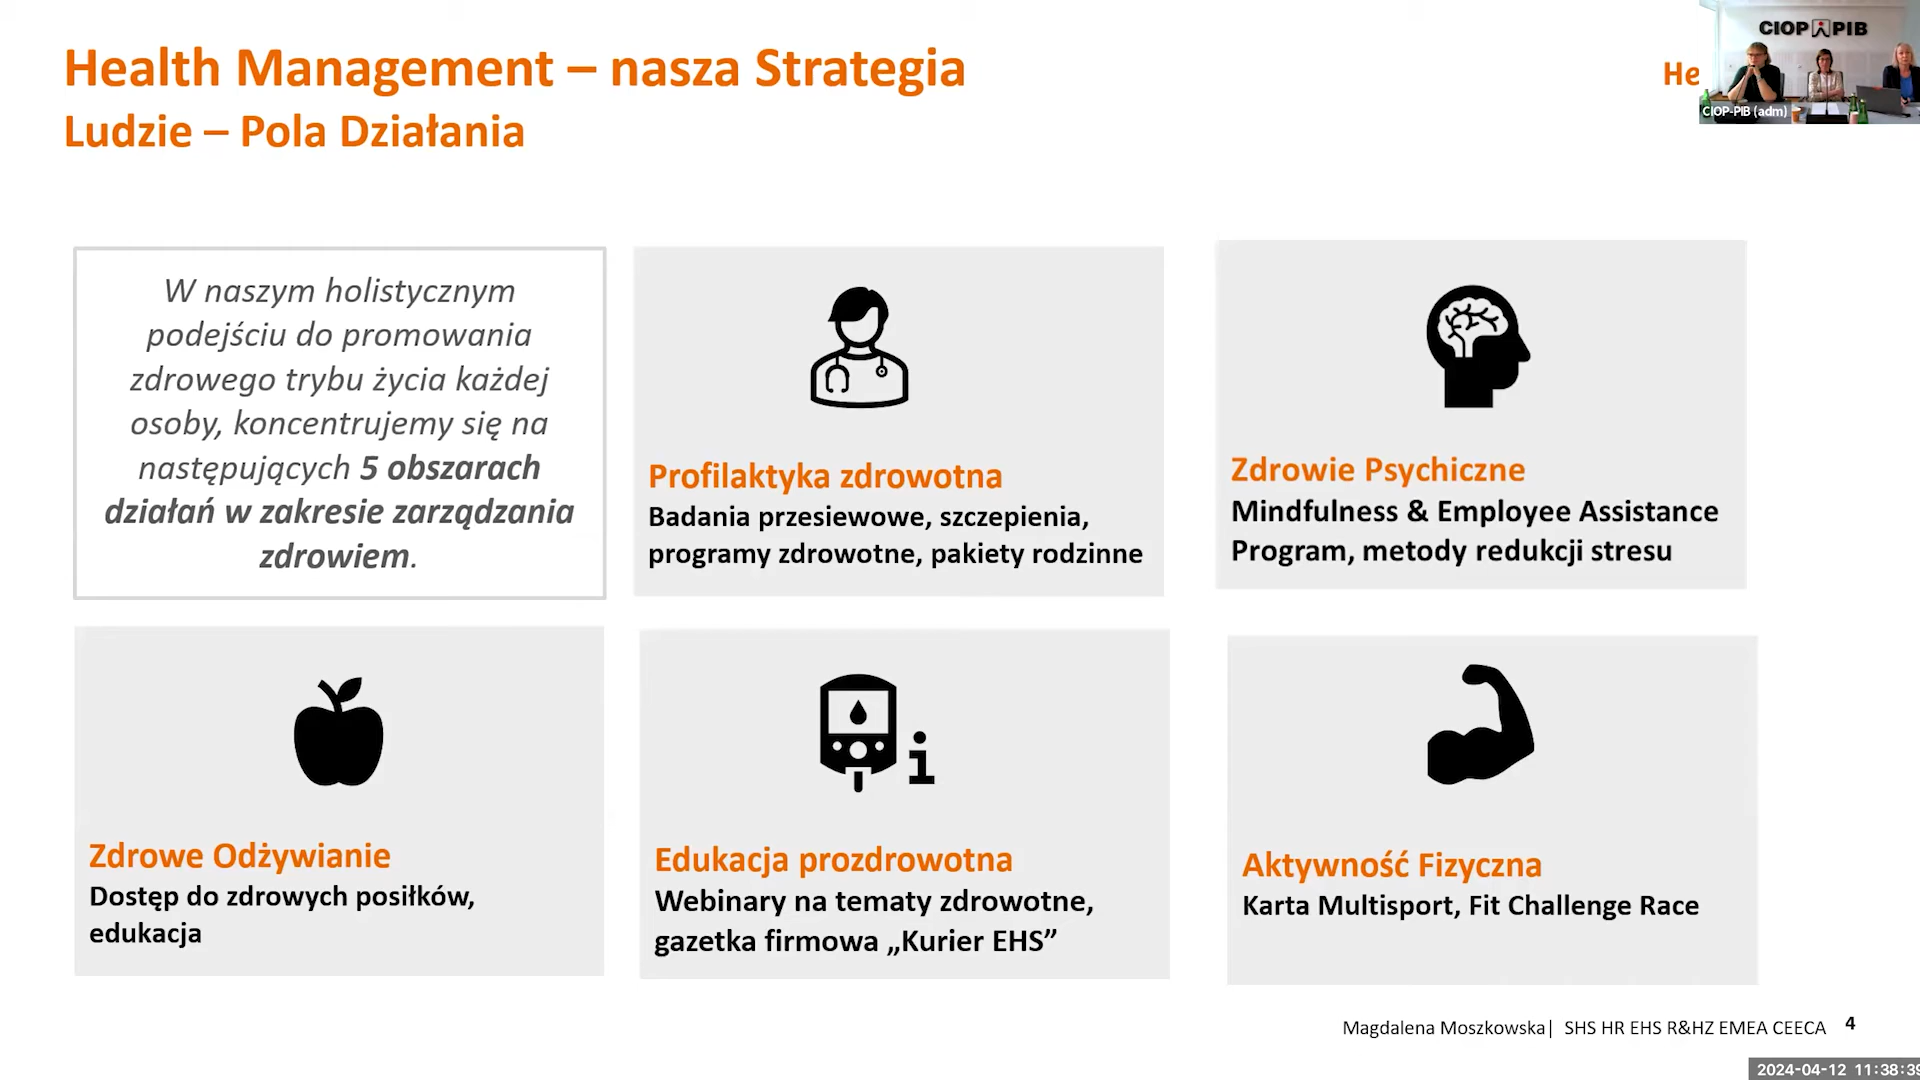 Health Management – nasza Strategia
Ludzie – Pola Działania
He
CIOP PIB
CIOP-PIB (adm)
W naszym holistycznym
podejściu do promowania
zdrowego trybu życia każdej
osoby, koncentrujemy się na
następujących 5 obszarach
działań w zakresie zarządzania
zdrowiem.
Profilaktyka zdrowotna
Badania przesiewowe, szczepienia,
programy zdrowotne, pakiety rodzinne
Zdrowie Psychiczne
Mindfulness & Employee Assistance
Program, metody redukcji stresu
Zdrowe Odżywianie
Dostęp do zdrowych posiłków,
edukacja
Edukacja prozdrowotna
Webinary na tematy zdrowotne,
gazetka firmowa „Kurier EHS”
Aktywność Fizyczna
Karta Multisport, Fit Challenge Race
Magdalena Moszkowska| SHS HR EHS R&HZ EMEA CEECA 4
2024-04-12 11:38:39